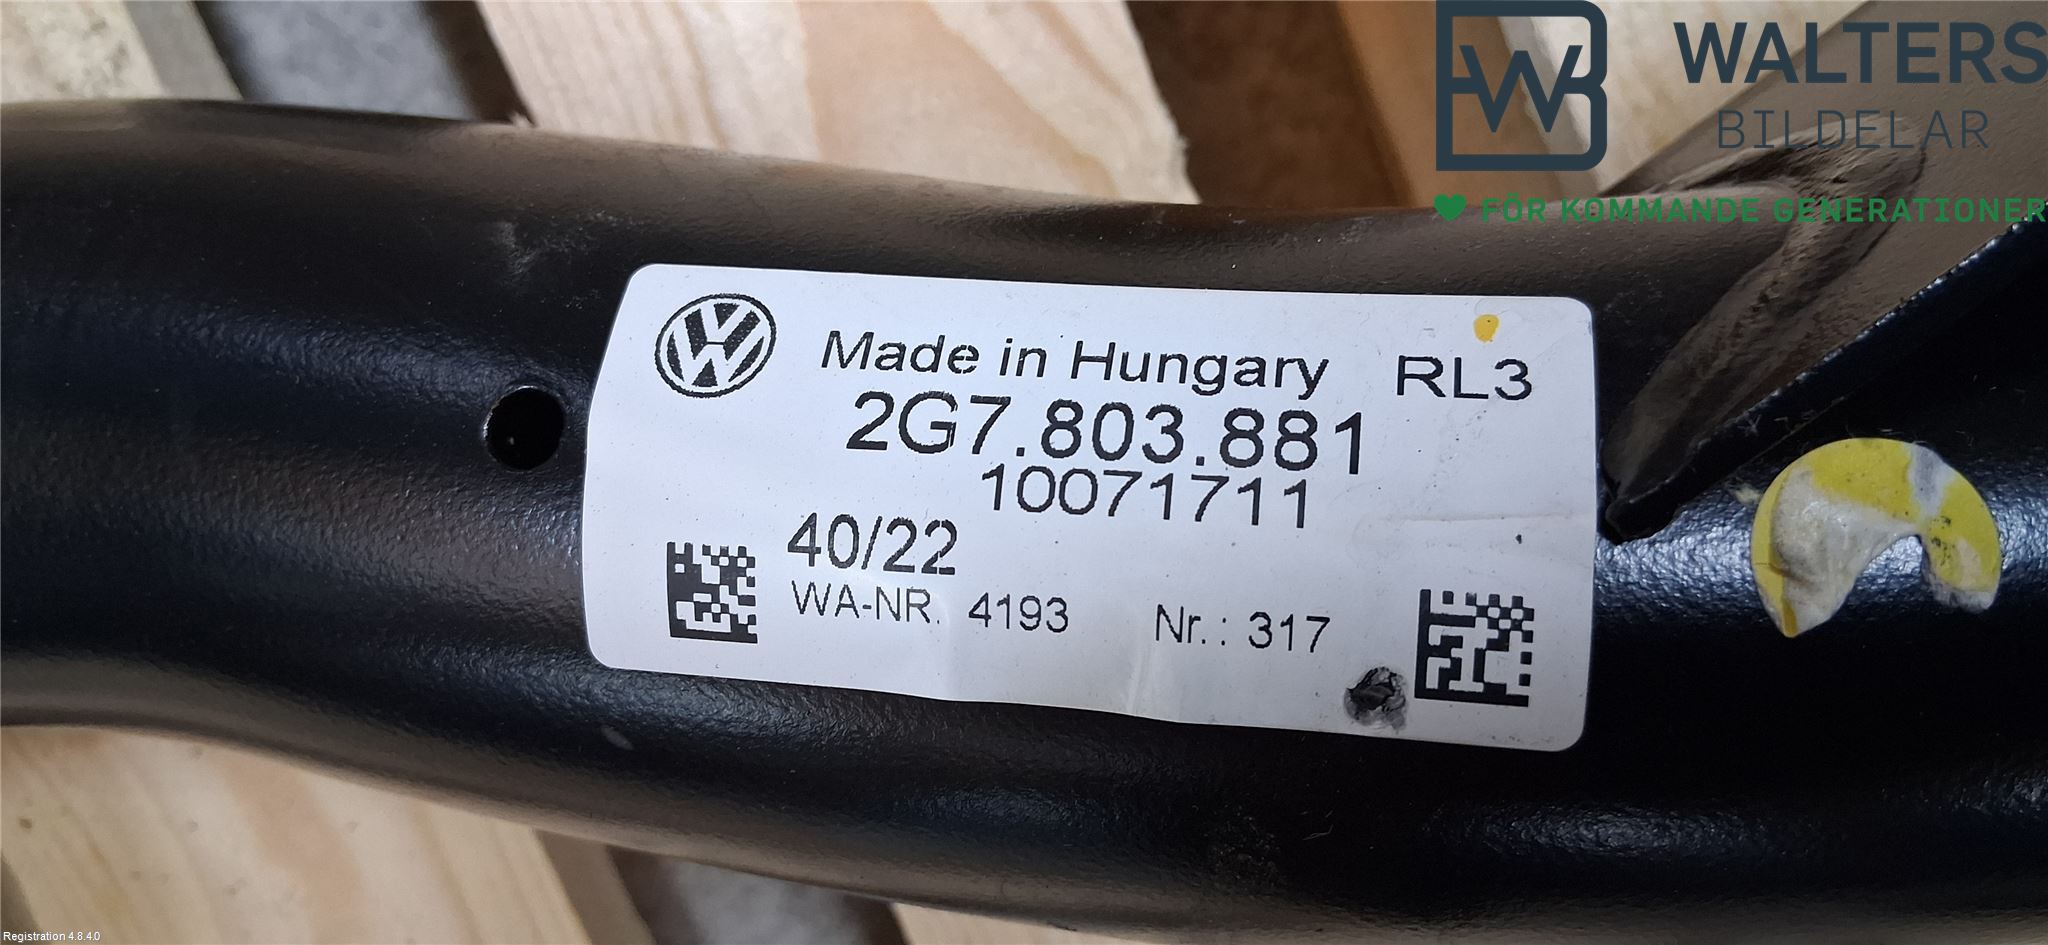 WALTERS
BILDELAR
FÖR KOMMANDE GENERATIONER
Made in Hungary RL3
2G7.803.881
10071711
40/22
WA-NR. 4193 Nr.: 317
Registration 4.8.4.0